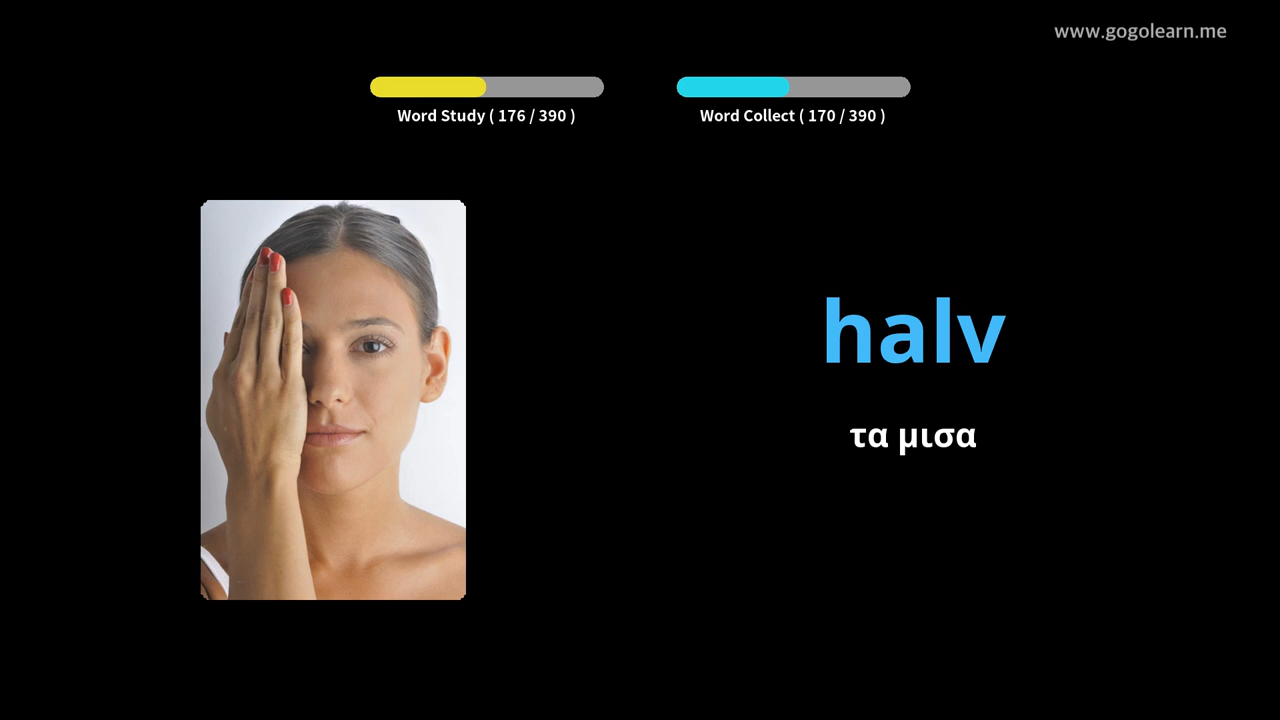 www.gogolearn.me
Word Study ( 176 / 390 )
Word Collect ( 170 / 390 )
halv
τα μισα